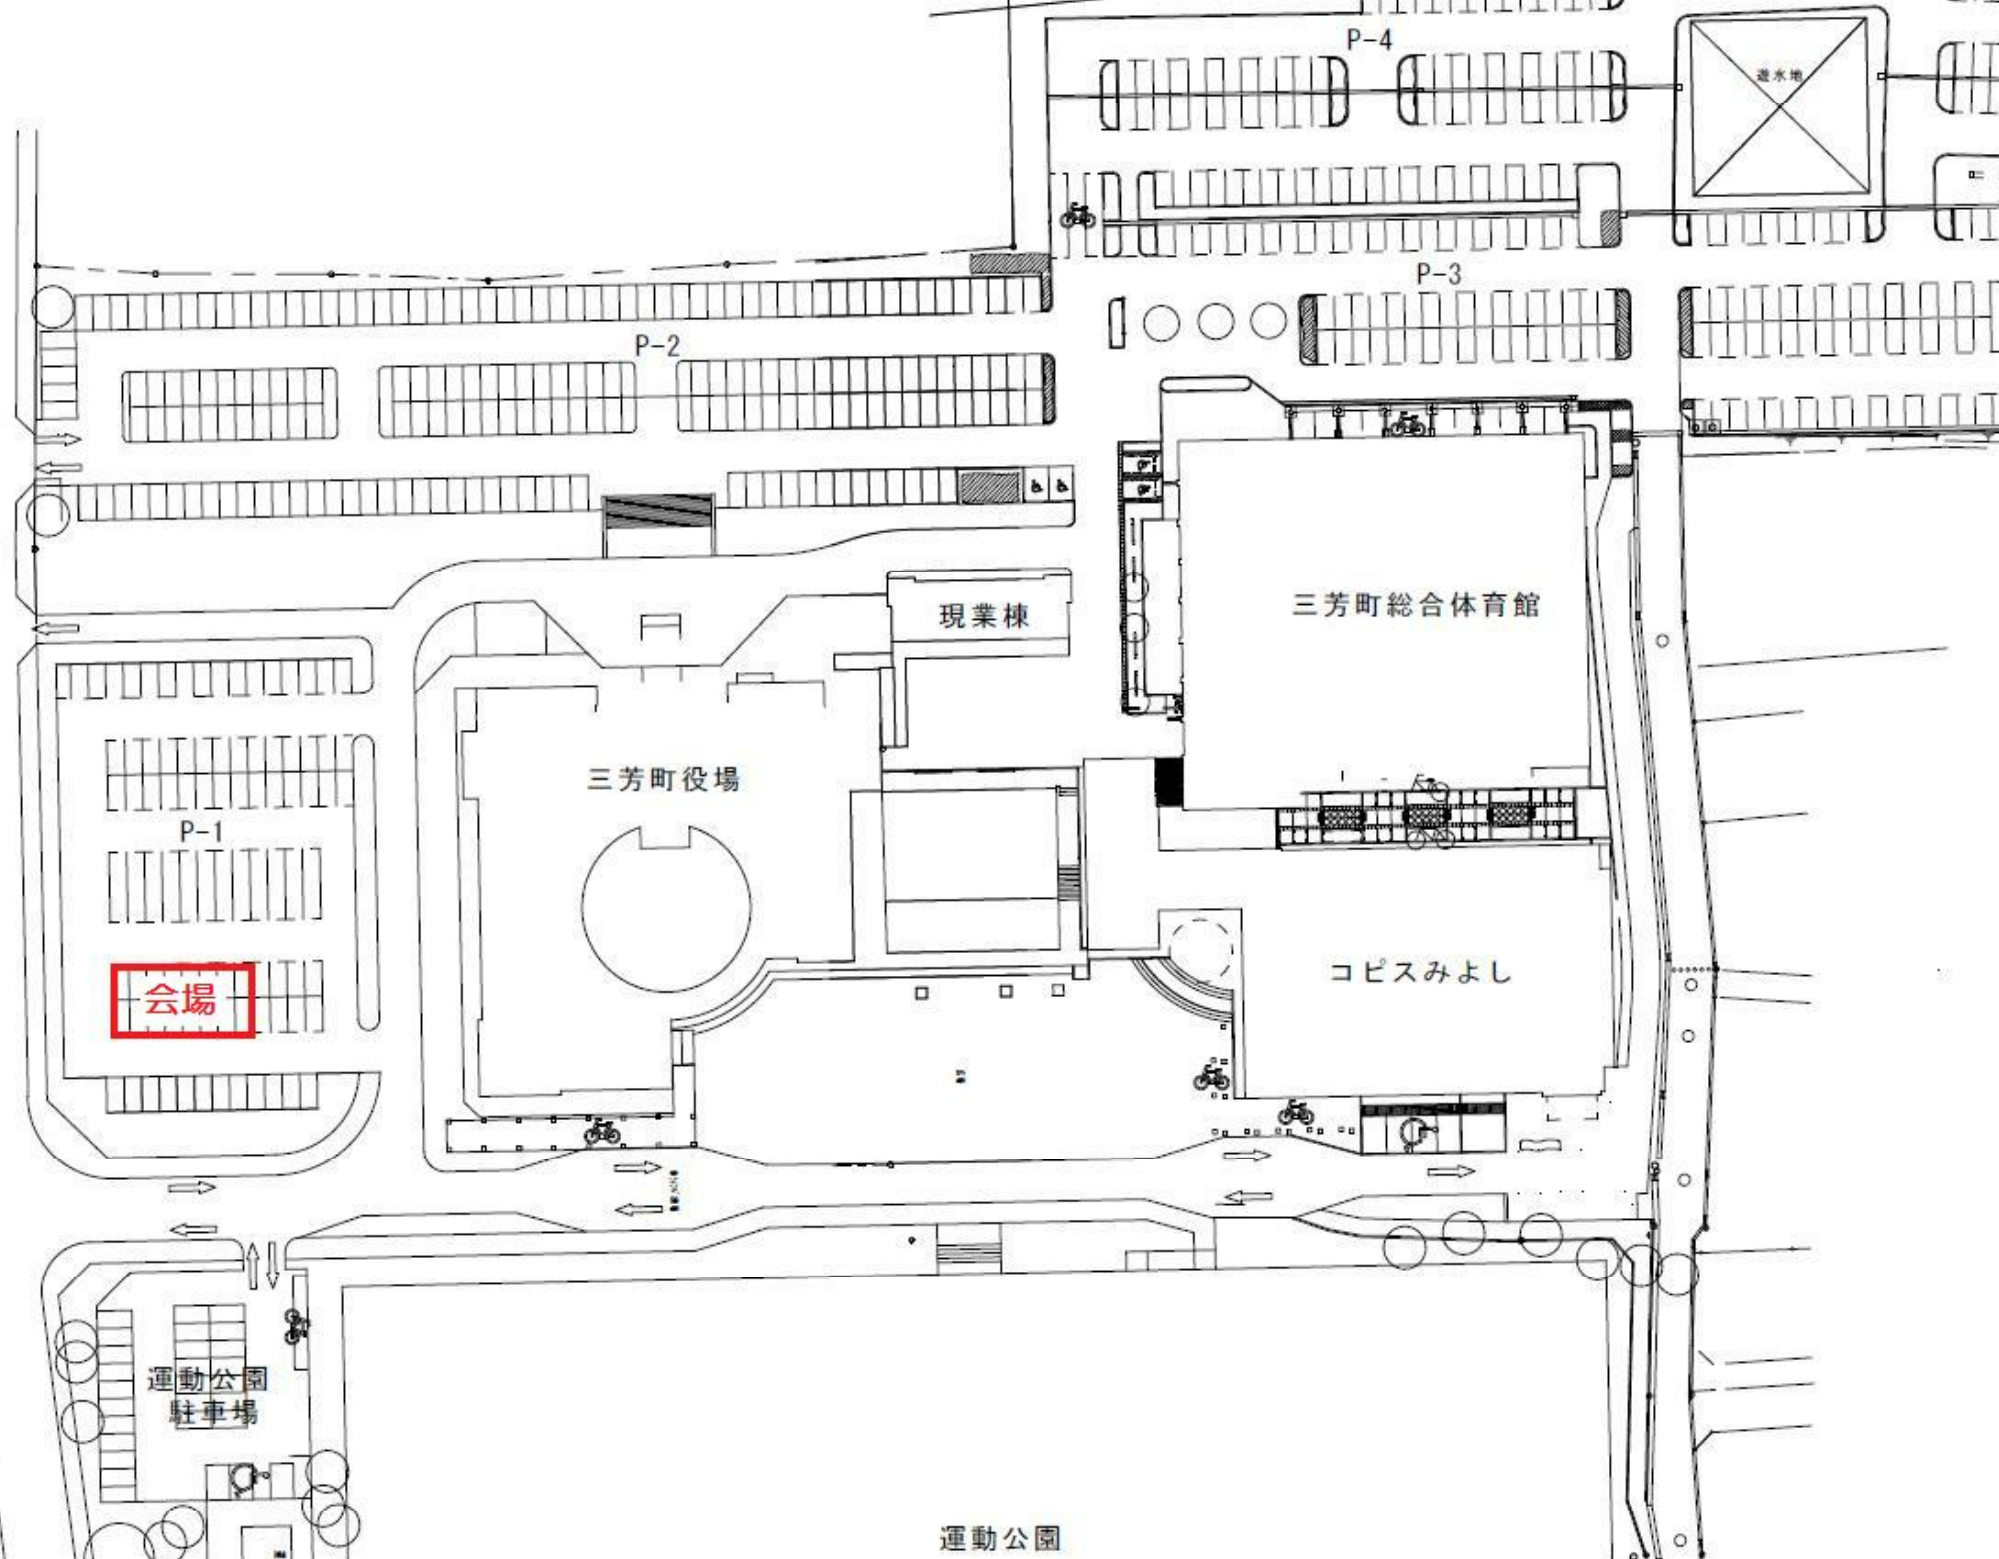 P-4
遊水地
P-3
P-2
現業棟
三芳町総合体育館
三芳町役場
P-1
コピスみよし
会場
運動公園
駐車場
運動公園